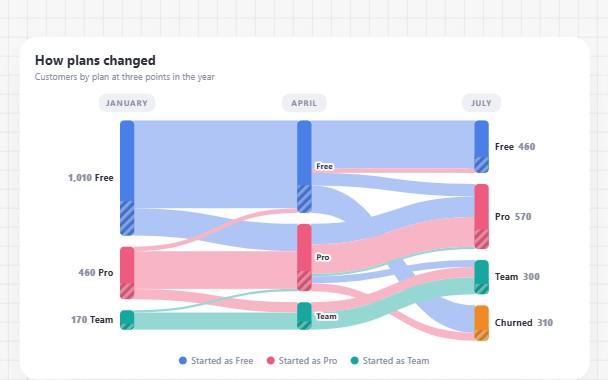 How plans changed
Customers by plan at three points in the year
JANUARY APRIL JULY
Free
Free 460
1,010 Free
Pro 570
Pro
460 Pro
Team 300
Team
170 Team
Churned 310
Started as Free Started as Pro Started as Team